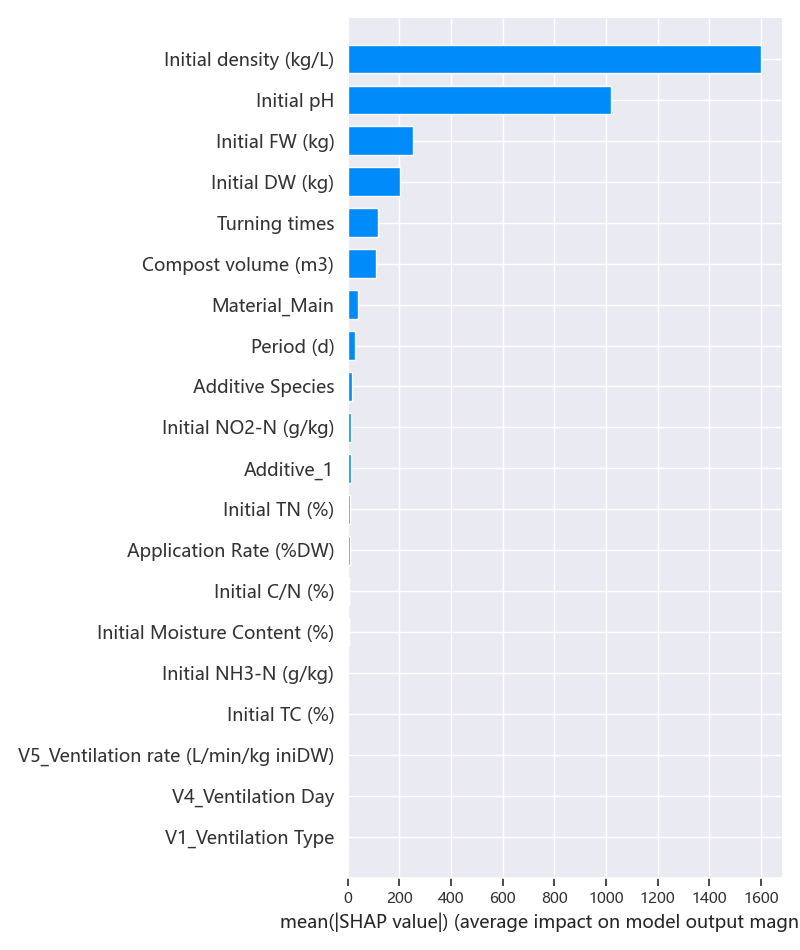 Initial density (kg/L)
Initial pH
Initial FW (kg)
Initial DW (kg)
Turning times
Compost volume (m3)
Material_Main
Period (d)
Additive Species
Initial NO2-N (g/kg)
Additive_1
Initial TN (%)
Application Rate (%DW)
Initial C/N (%)
Initial Moisture Content (%)
Initial NH3-N (g/kg)
Initial TC (%)
V5_Ventilation rate (L/min/kg iniDW)
V4_Ventilation Day
V1_Ventilation Type
0 200 400 600 800 1000 1200 1400 1600
mean(|SHAP value|) (average impact on model output magn